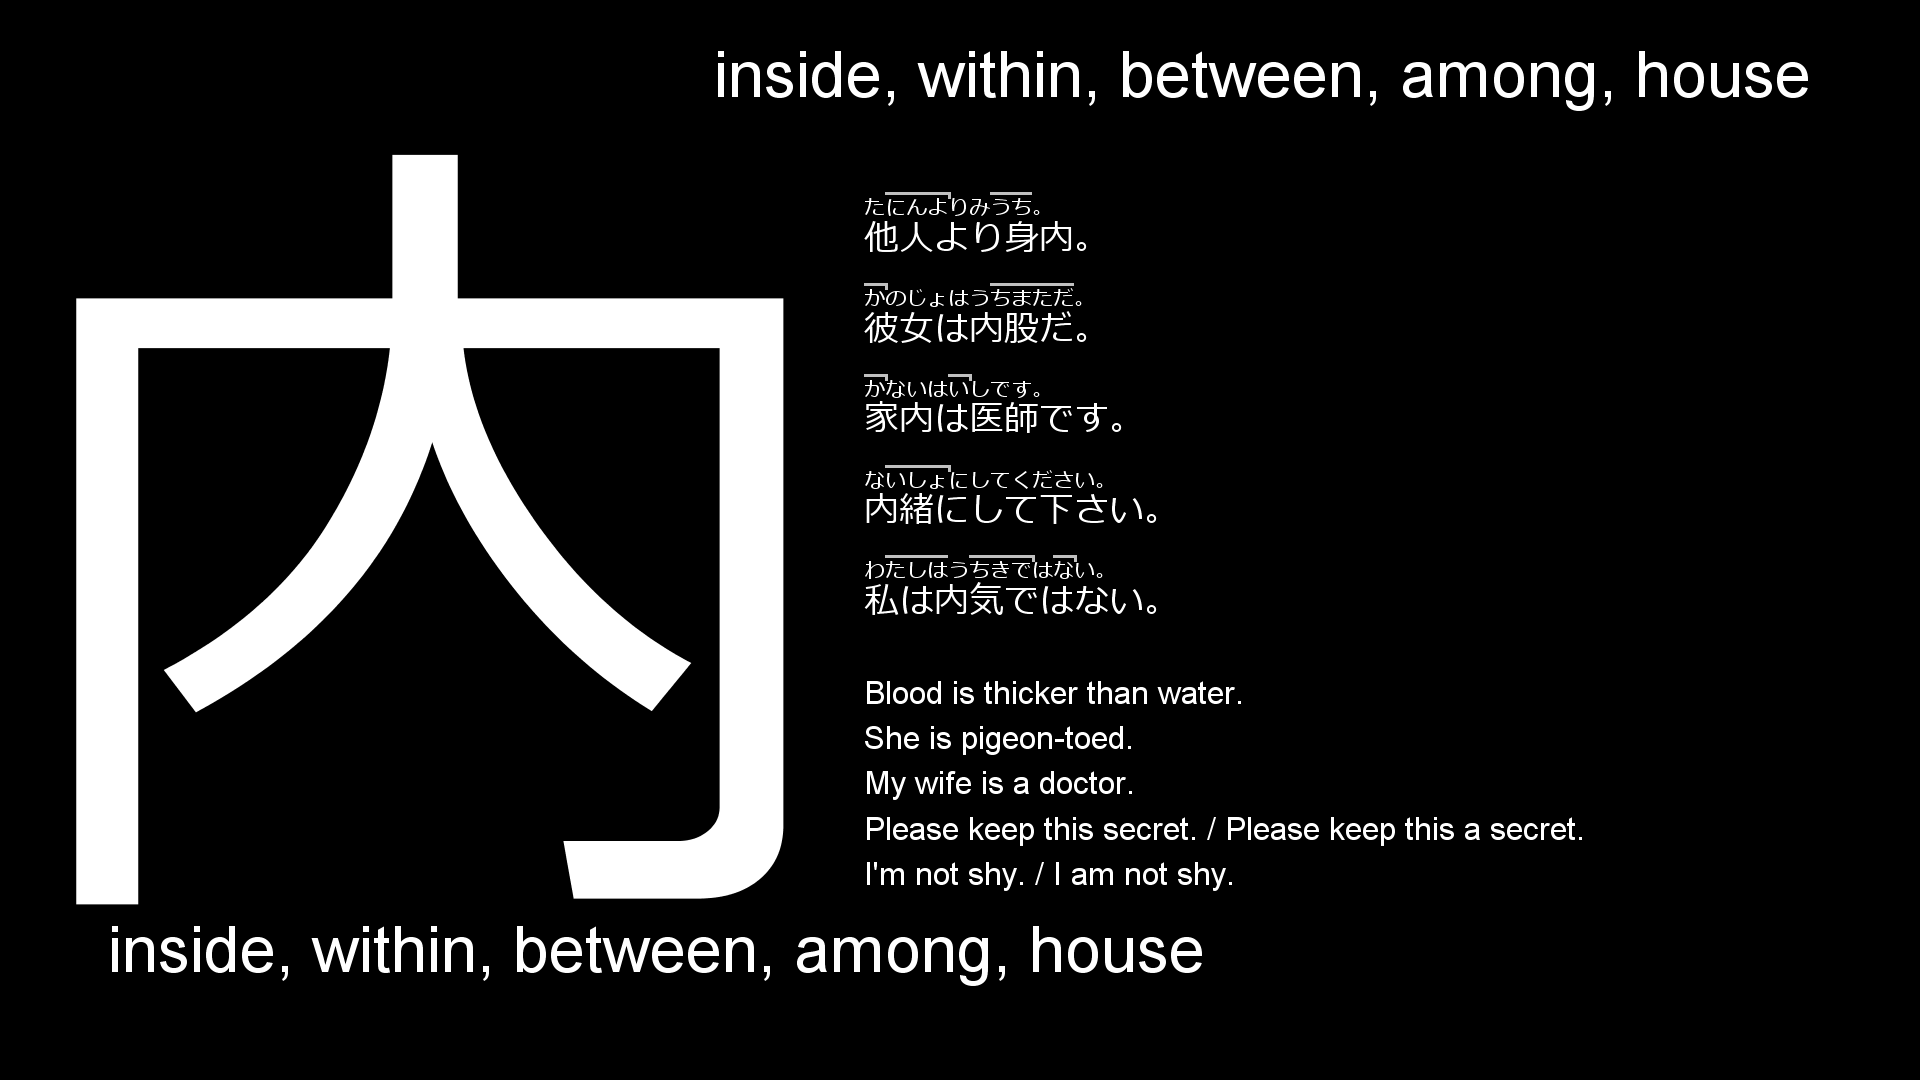 inside, within, between, among, house
内
たにんよりみうち。
他人より身内。
かのじょはうちまただ。
彼女は内股だ。
かないはいしです。
家内は医師です。
ないしょにしてください。
内緒にして下さい。
わたしはうちきではない。
私は内気ではない。
Blood is thicker than water.
She is pigeon-toed.
My wife is a doctor.
Please keep this secret. / Please keep this a secret.
I'm not shy. / I am not shy.
inside, within, between, among, house